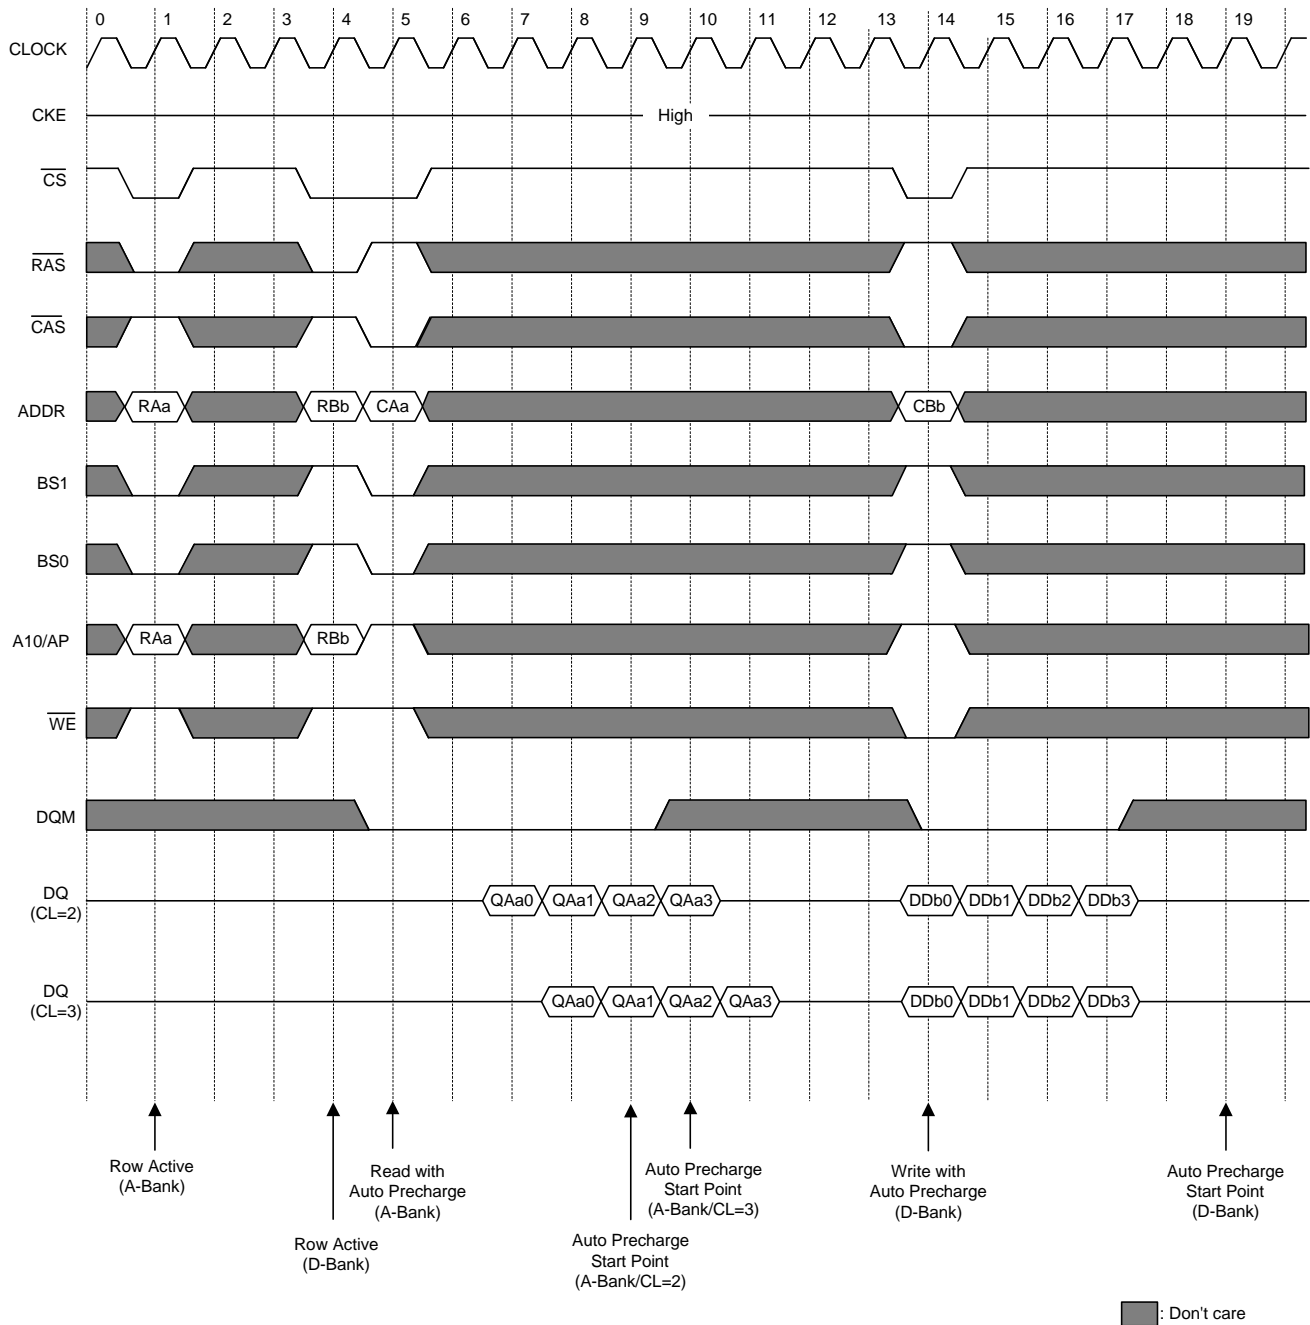 0 1 2 3 4 5 6 7 8 9 10 11 12 13 14 15 16 17 18 19
CLOCK
CKE High
CS
RAS
CAS
ADDR RAa RBb CAa CBb
BS1
BS0
A10/AP RAa RBb
WE
DQM
DQ
(CL=2)
QAa0 QAa1 QAa2 QAa3 DDb0 DDb1 DDb2 DDb3
DQ
(CL=3)
QAa0 QAa1 QAa2 QAa3 DDb0 DDb1 DDb2 DDb3
Row Active
(A-Bank)
Row Active
(D-Bank)
Read with
Auto Precharge
(A-Bank)
Auto Precharge
Start Point
(A-Bank/CL=2)
Auto Precharge
Start Point
(A-Bank/CL=3)
Write with
Auto Precharge
(D-Bank)
Auto Precharge
Start Point
(D-Bank)
: Don't care